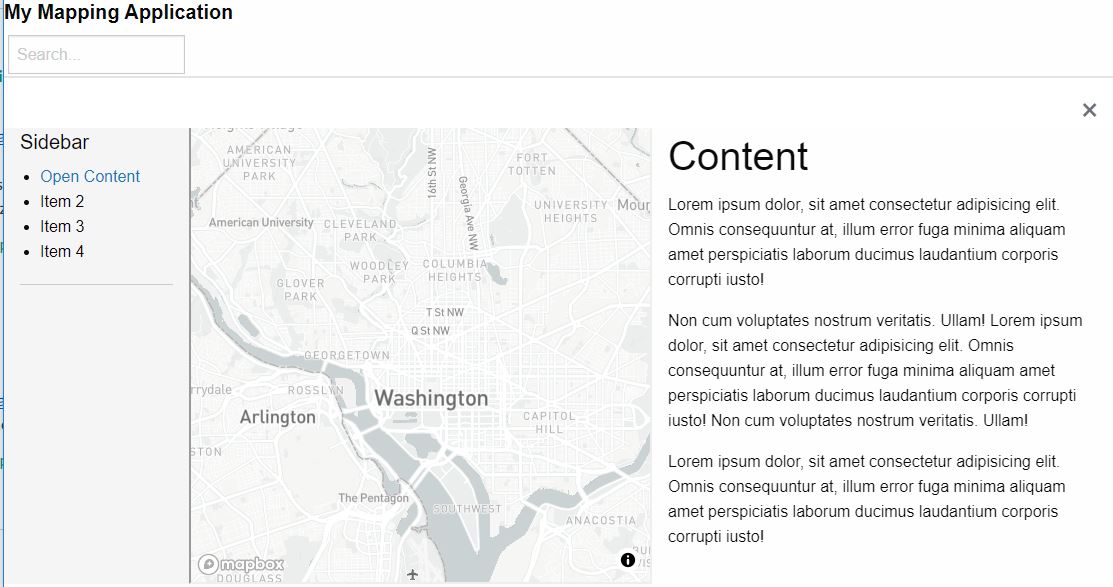 My Mapping Application
Search...
×
Sidebar
Open Content
Item 2
Item 3
Item 4
AMERICAN
UNIVERSITY
PARK
16th St NW
FORT
TOTTEN
Georgia Ave NW
UNIVERSITY
HEIGHTS
American University
CLEVELAND
PARK
WOODLEY
PARK
COLUMBIA
HEIGHTS
GLOVER
PARK
T St NW
Q St NW
GEORGETOWN
ROSSLYN
Washington
Arlington
CAPITOL
HILL
The Pentagon
SOUTHWEST
ANACOSTIA
mapbox
DOUGLASS
Content
Lorem ipsum dolor, sit amet consectetur adipisicing elit.
Omnis consequuntur at, illum error fuga minima aliquam
amet perspiciatis laborum ducimus laudantium corporis
corrupti iusto!
Non cum voluptates nostrum veritatis. Ullam! Lorem ipsum
dolor, sit amet consectetur adipisicing elit. Omnis
consequuntur at, illum error fuga minima aliquam amet
perspiciatis laborum ducimus laudantium corporis corrupti
iusto! Non cum voluptates nostrum veritatis. Ullam!
Lorem ipsum dolor, sit amet consectetur adipisicing elit.
Omnis consequuntur at, illum error fuga minima aliquam
amet perspiciatis laborum ducimus laudantium corporis
corrupti iusto!